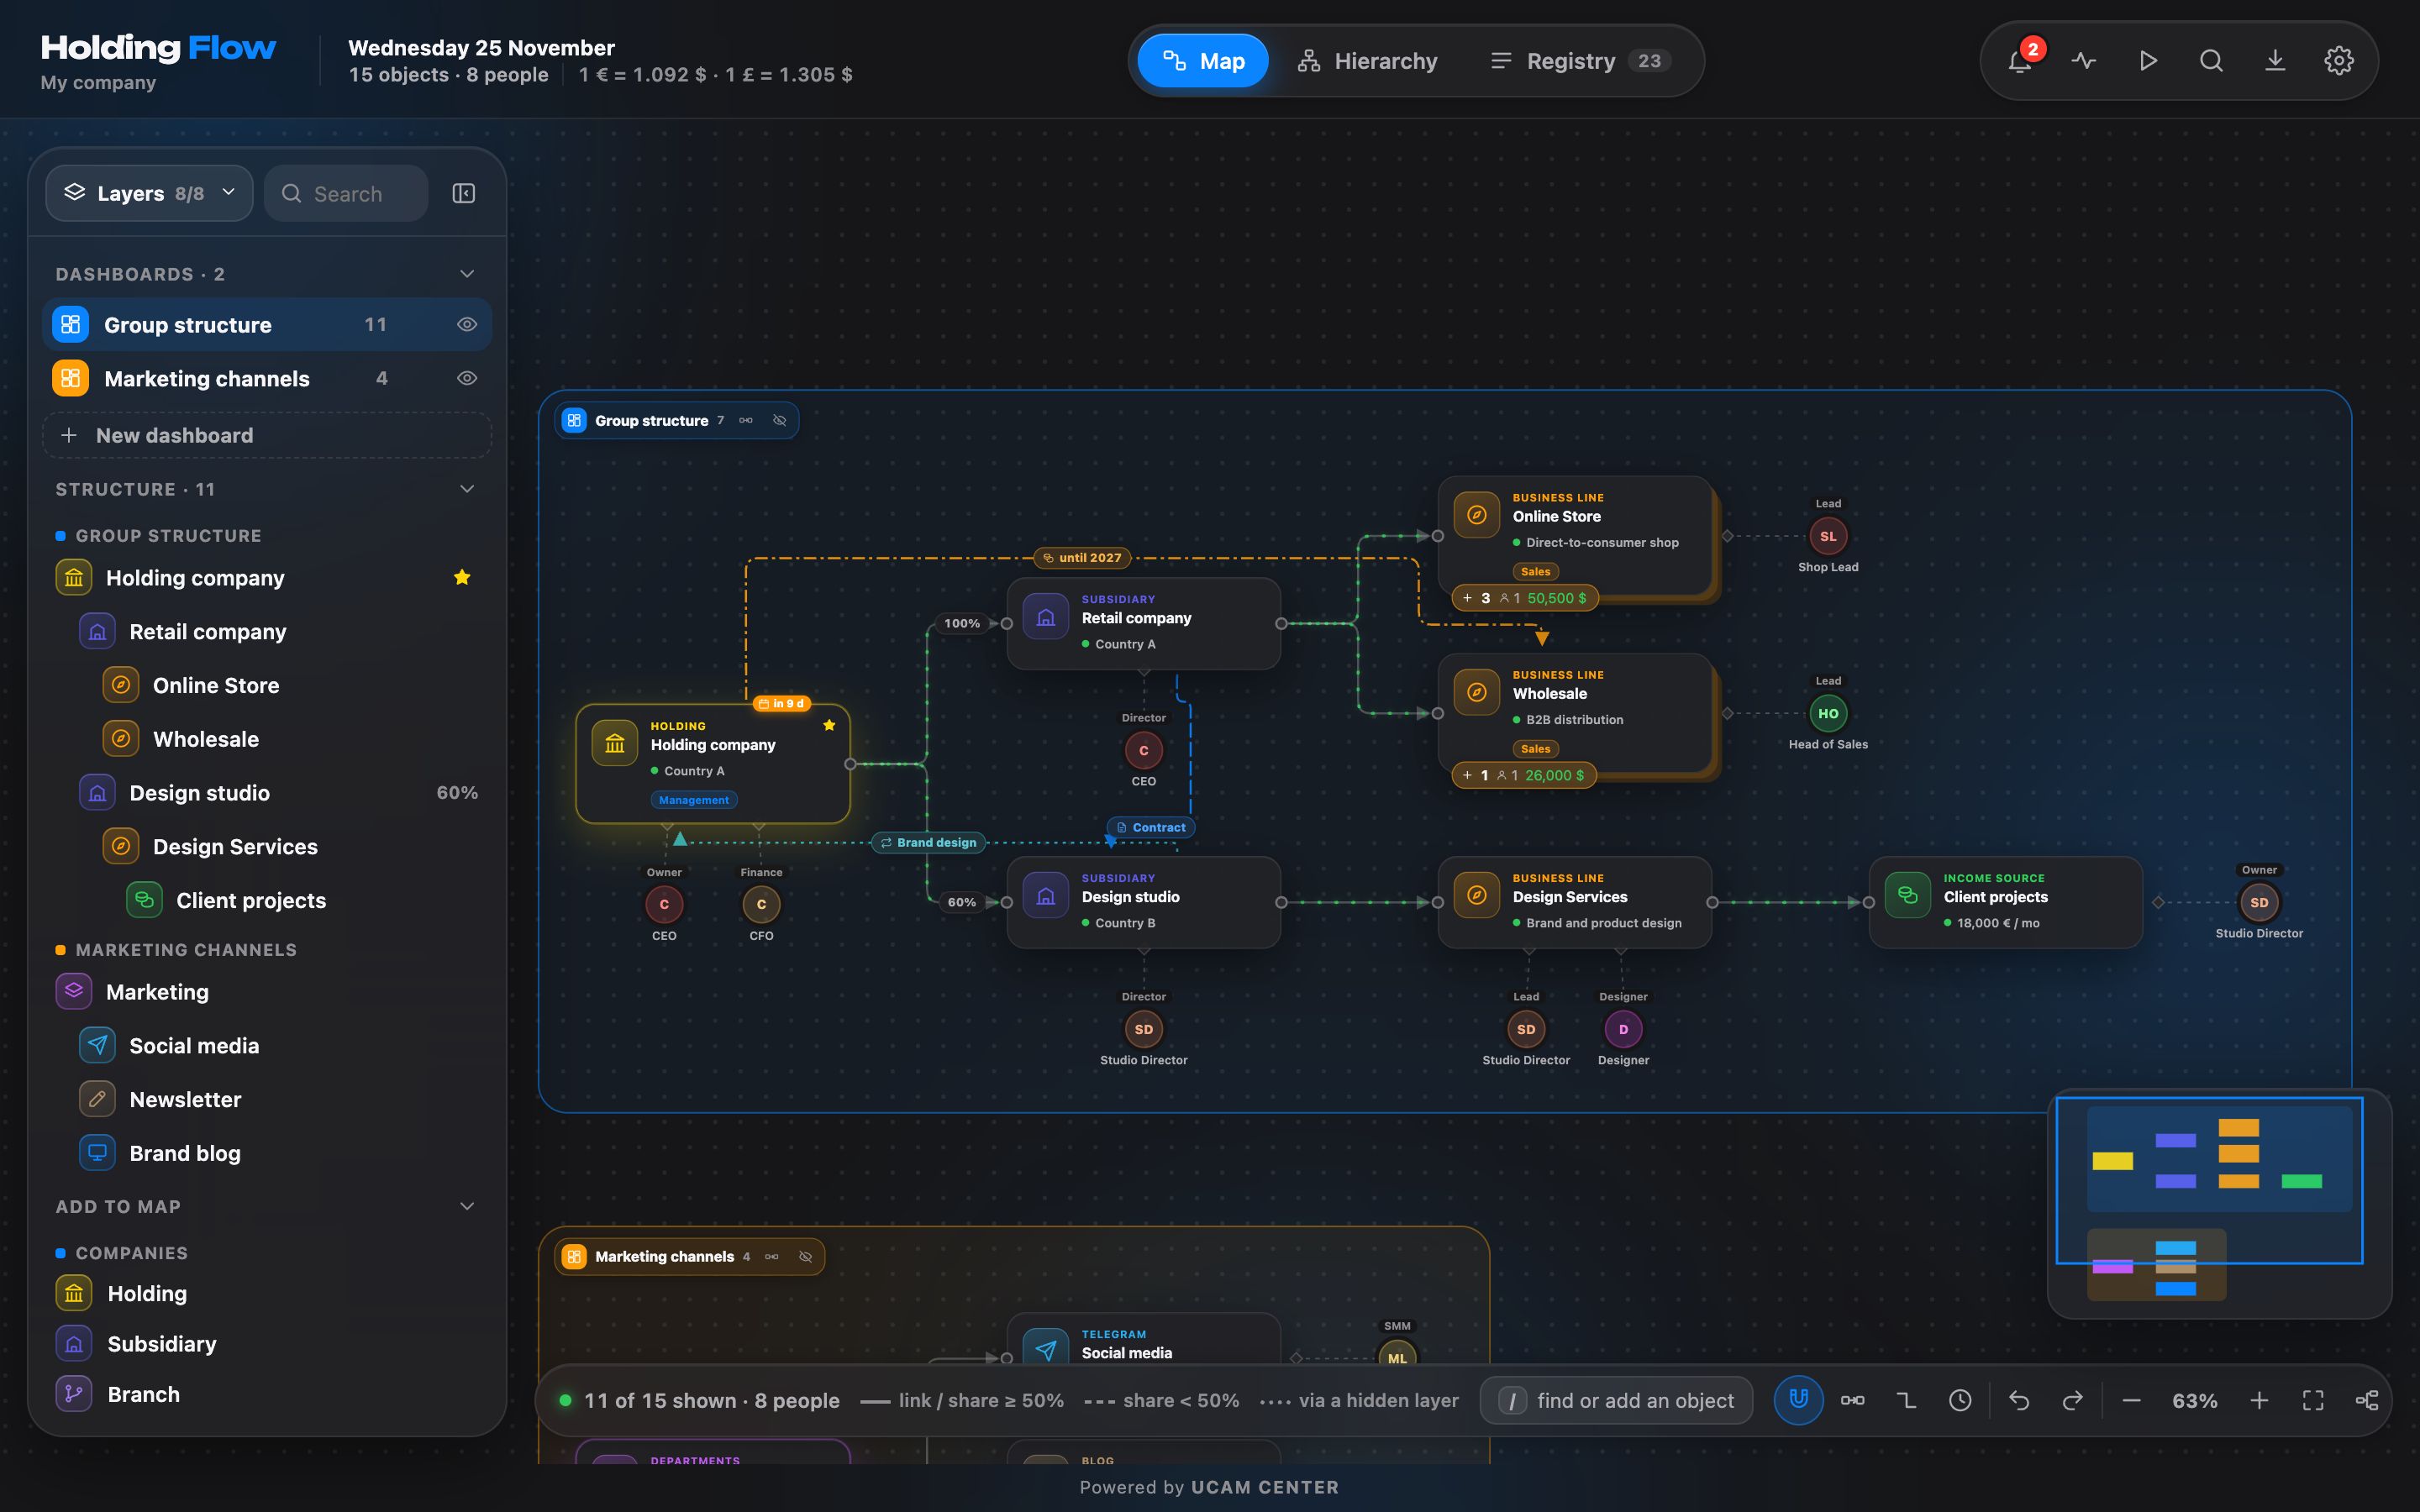 Holding Flow
My company
Wednesday 25 November
15 objects · 8 people
1 € = 1.092 $ · 1 £ = 1.305 $
Map
Hierarchy
Registry 23
2
Layers 8/8
Search
DASHBOARDS · 2
Group structure 11
Marketing channels 4
New dashboard
STRUCTURE · 11
GROUP STRUCTURE
Holding company
Retail company
Online Store
Wholesale
Design studio 60%
Design Services
Client projects
MARKETING CHANNELS
Marketing
Social media
Newsletter
Brand blog
ADD TO MAP
COMPANIES
Holding
Subsidiary
Branch
Group structure 7
BUSINESS LINE
Online Store
Direct-to-consumer shop
Sales
+ 3 1 50,500 $
Lead
SL
Shop Lead
until 2027
100%
SUBSIDIARY
Retail company
Country A
Director
C
CEO
BUSINESS LINE
Wholesale
B2B distribution
Sales
+ 1 1 26,000 $
Lead
HO
Head of Sales
in 9 d
HOLDING
Holding company
Country A
Management
Contract
Brand design
Owner
C
CEO
Finance
C
CFO
60%
SUBSIDIARY
Design studio
Country B
Director
SD
Studio Director
BUSINESS LINE
Design Services
Brand and product design
Lead
SD
Studio Director
Designer
D
Designer
INCOME SOURCE
Client projects
18,000 € / mo
Owner
SD
Studio Director
Marketing channels 4
TELEGRAM
Social media
SMM
ML
11 of 15 shown · 8 people
link / share ≥ 50%
share < 50%
via a hidden layer
/ find or add an object
63%
DEPARTMENTS
BLOG
Powered by UCAM CENTER